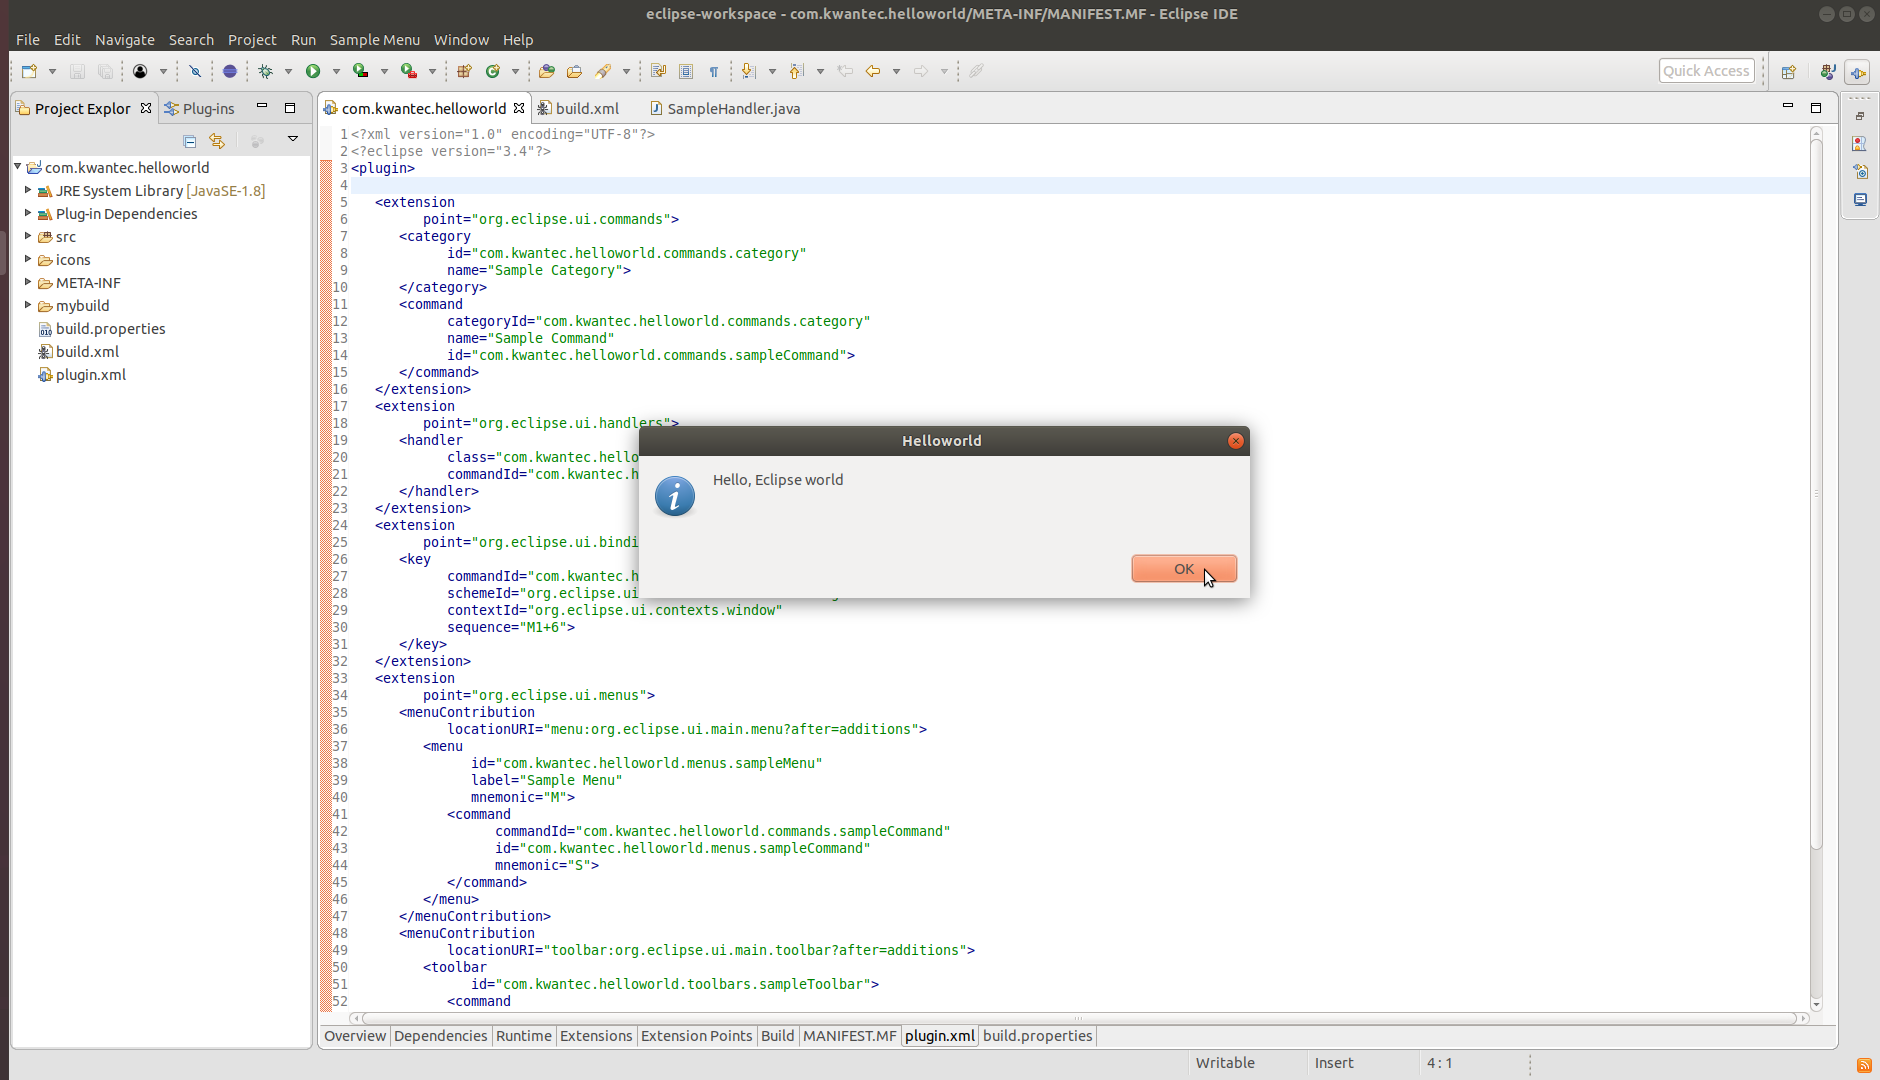 eclipse-workspace - com.kwantec.helloworld/META-INF/MANIFEST.MF - Eclipse IDE
File Edit Navigate Search Project Run Sample Menu Window Help
Quick Access
Project Explor
Plug-ins
com.kwantec.helloworld
build.xml
SampleHandler.java
com.kwantec.helloworld
JRE System Library [JavaSE-1.8]
Plug-in Dependencies
src
icons
META-INF
mybuild
build.properties
build.xml
plugin.xml
1 <?xml version="1.0" encoding="UTF-8"?>
2 <?eclipse version="3.4"?>
3 <plugin>
4
5 <extension
6 point="org.eclipse.ui.commands">
7 <category
8 id="com.kwantec.helloworld.commands.category"
9 name="Sample Category">
10 </category>
11 <command
12 categoryId="com.kwantec.helloworld.commands.category"
13 name="Sample Command"
14 id="com.kwantec.helloworld.commands.sampleCommand">
15 </command>
16 </extension>
17 <extension
18 point="org.eclipse.ui.handlers">
19 <handler
20 class="com.kwantec.hello
21 commandId="com.kwantec.h
22 </handler>
23 </extension>
24 <extension
25 point="org.eclipse.ui.bindi
26 <key
27 commandId="com.kwantec.h
28 schemeId="org.eclipse.ui
29 contextId="org.eclipse.ui.contexts.window"
30 sequence="M1+6">
31 </key>
32 </extension>
33 <extension
34 point="org.eclipse.ui.menus">
35 <menuContribution
36 locationURI="menu:org.eclipse.ui.main.menu?after=additions">
37 <menu
38 id="com.kwantec.helloworld.menus.sampleMenu"
39 label="Sample Menu"
40 mnemonic="M">
41 <command
42 commandId="com.kwantec.helloworld.commands.sampleCommand"
43 id="com.kwantec.helloworld.menus.sampleCommand"
44 mnemonic="S">
45 </command>
46 </menu>
47 </menuContribution>
48 <menuContribution
49 locationURI="toolbar:org.eclipse.ui.main.toolbar?after=additions">
50 <toolbar
51 id="com.kwantec.helloworld.toolbars.sampleToolbar">
52 <command
Helloworld
Hello, Eclipse world
OK
Overview Dependencies Runtime Extensions Extension Points Build MANIFEST.MF plugin.xml build.properties
Writable Insert 4 : 1